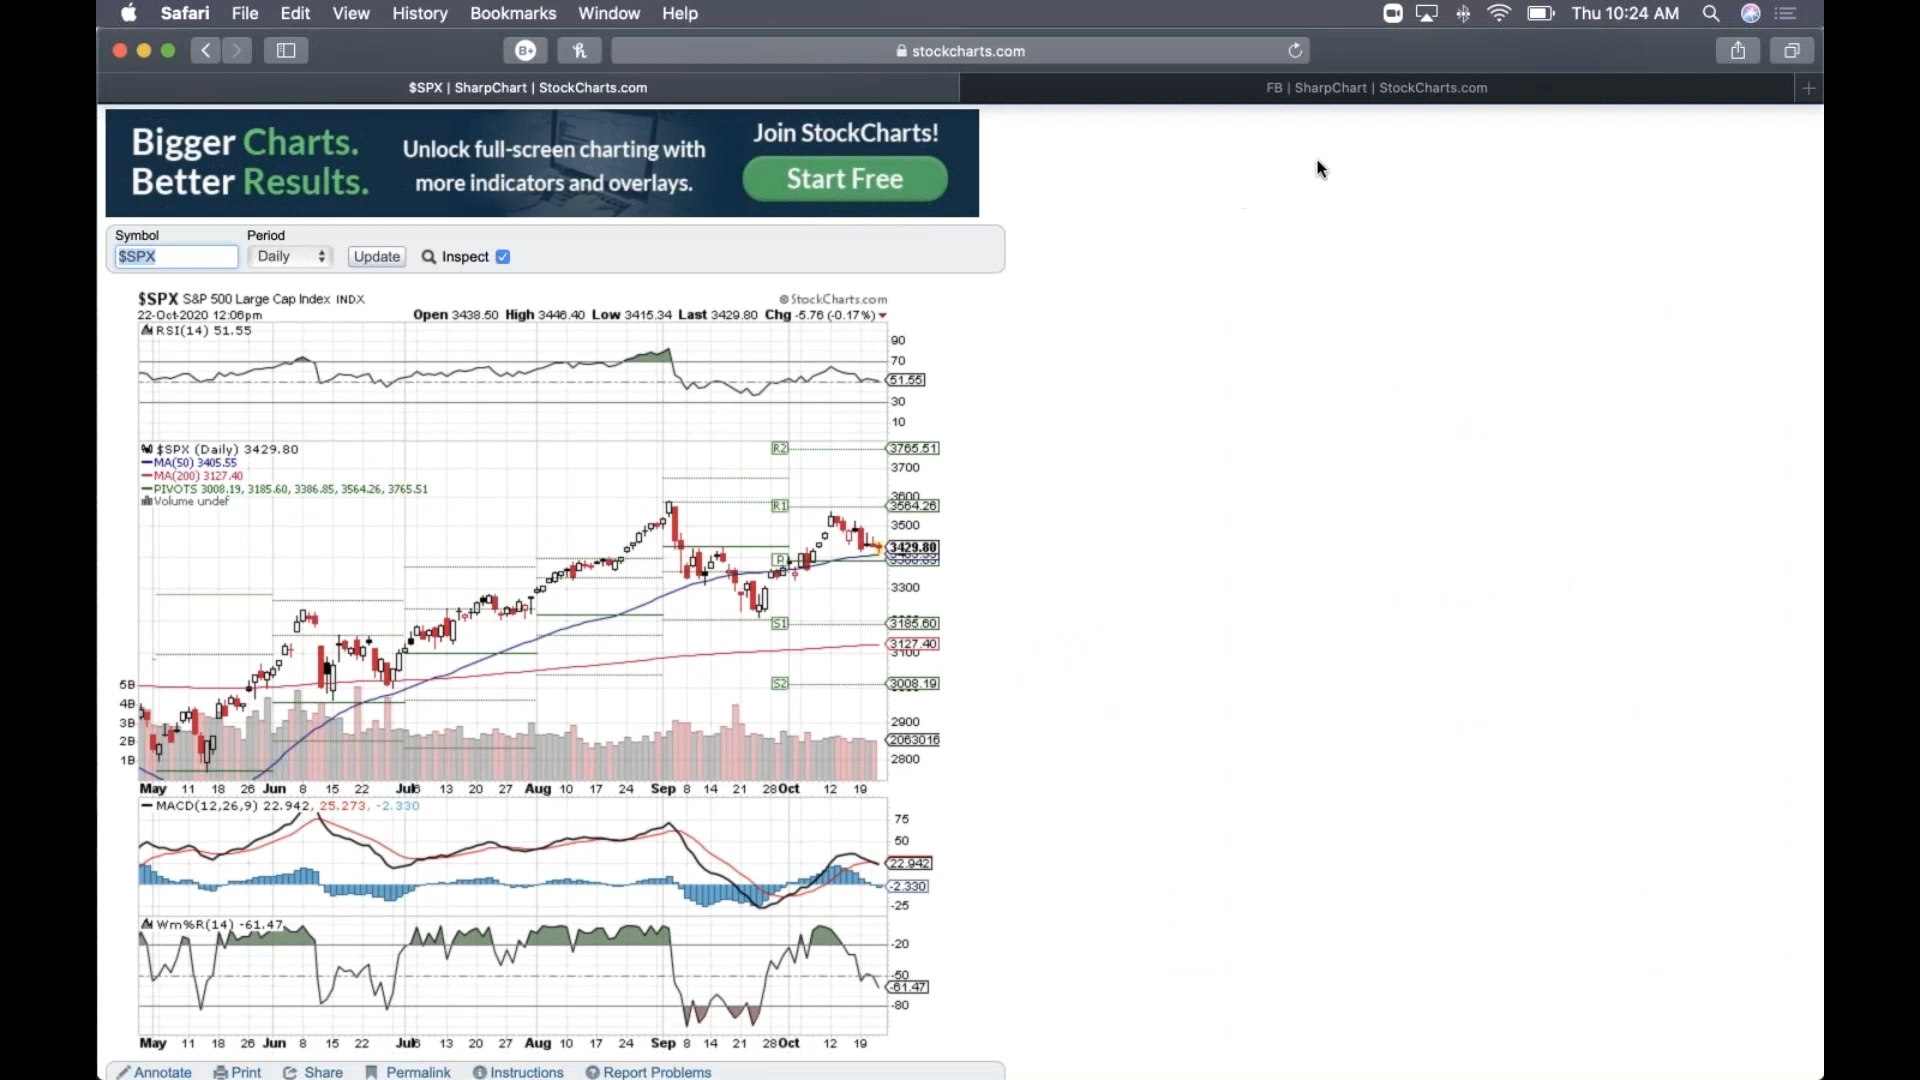 Safari File Edit View History Bookmarks Window Help Thu 10:24 AM
stockcharts.com
$SPX | SharpChart | StockCharts.com FB | SharpChart | StockCharts.com
Bigger Charts.
Better Results.
Unlock full-screen charting with
more indicators and overlays.
Join StockCharts!
Start Free
Symbol Period
$SPX Daily Update Inspect
$SPX S&P 500 Large Cap Index INDX © StockCharts.com
22-Oct-2020 12:06pm Open 3438.50 High 3446.40 Low 3415.34 Last 3429.80 Chg -5.76 (-0.17%)
RSI(14) 51.55
90
70
51.55
30
10
$SPX (Daily) 3429.80
MA(50) 3405.55
MA(200) 3127.40
PIVOTS 3008.19, 3185.60, 3386.85, 3564.26, 3765.51
Volume undef
R2 3765.51
3700
3600
R1 3564.26
3500
3429.80
P
3300
S1 3185.60
3127.40
3100
S2 3008.19
2900
2063016
2800
5B
4B
3B
2B
1B
May 11 18 26 Jun 8 15 22 Jul 6 13 20 27 Aug 10 17 24 Sep 8 14 21 28 Oct 12 19
MACD(12,26,9) 22.942, 25.273, -2.330
75
50
22.942
-2.330
-25
Wm%R(14) -61.47
-20
-50
-61.47
-80
May 11 18 26 Jun 8 15 22 Jul 6 13 20 27 Aug 10 17 24 Sep 8 14 21 28 Oct 12 19
Annotate Print Share Permalink Instructions Report Problems